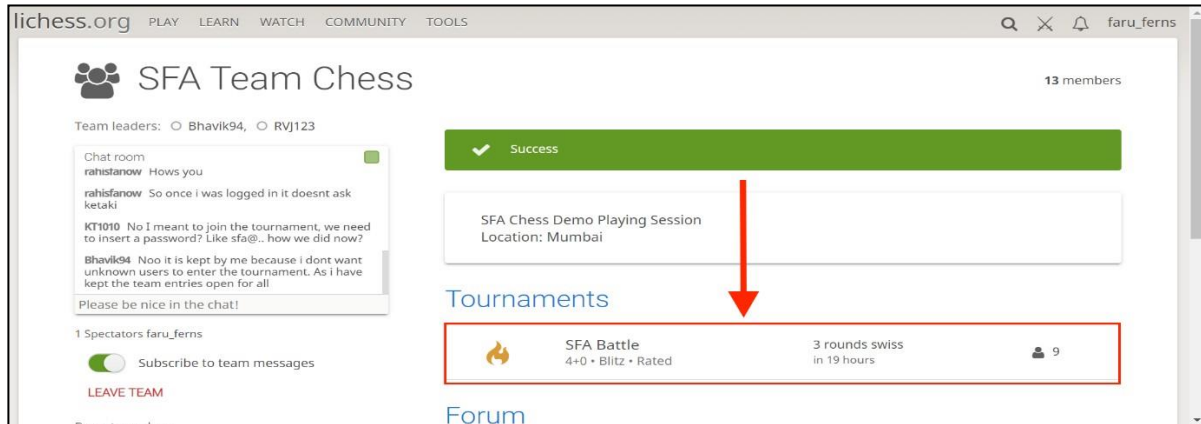 lichess.org PLAY LEARN WATCH COMMUNITY TOOLS faru_ferns
SFA Team Chess
13 members
Team leaders: Bhavik94, RVJ123
Chat room
rahisfanow Hows you
rahisfanow So once i was logged in it doesnt ask
ketaki
KT1010 No I meant to join the tournament, we need
to insert a password? Like sfa@.. how we did now?
Bhavik94 Noo it is kept by me because i dont want
unknown users to enter the tournament. As i have
kept the team entries open for all
Please be nice in the chat!
1 Spectators faru_ferns
Subscribe to team messages
LEAVE TEAM
Success
SFA Chess Demo Playing Session
Location: Mumbai
Tournaments
SFA Battle
4+0 • Blitz • Rated
3 rounds swiss
in 19 hours
9
Forum